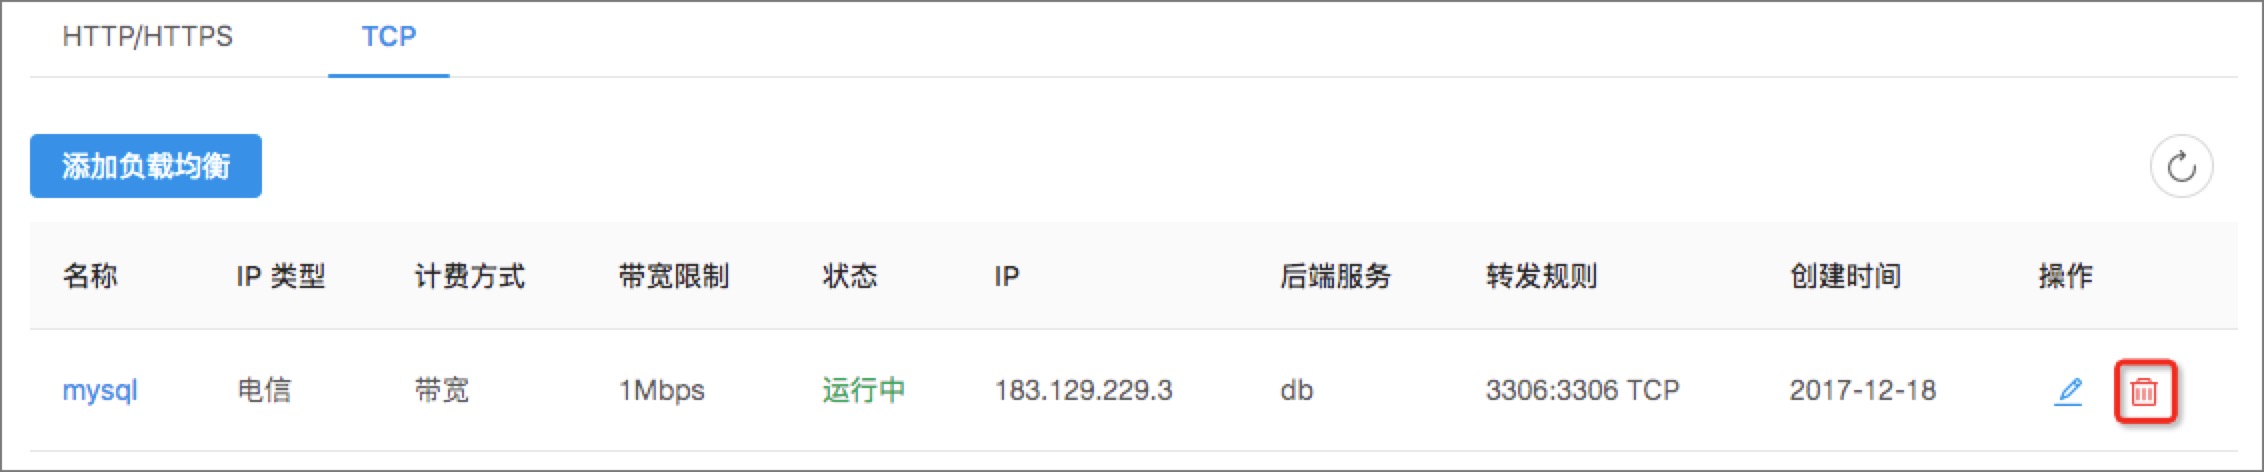 HTTP/HTTPS TCP
添加负载均衡
名称 IP 类型 计费方式 带宽限制 状态 IP 后端服务 转发规则 创建时间 操作
mysql 电信 带宽 1Mbps 运行中 183.129.229.3 db 3306:3306 TCP 2017-12-18